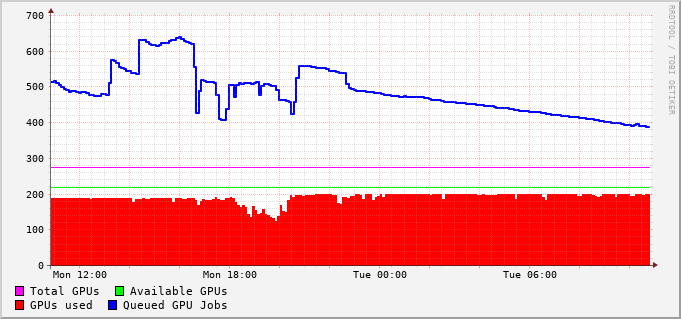 700
600
500
400
300
200
100
0
Mon 12:00 Mon 18:00 Tue 00:00 Tue 06:00
Total GPUs Available GPUs
GPUs used Queued GPU Jobs
RRDTOOL / TOBI OETIKER